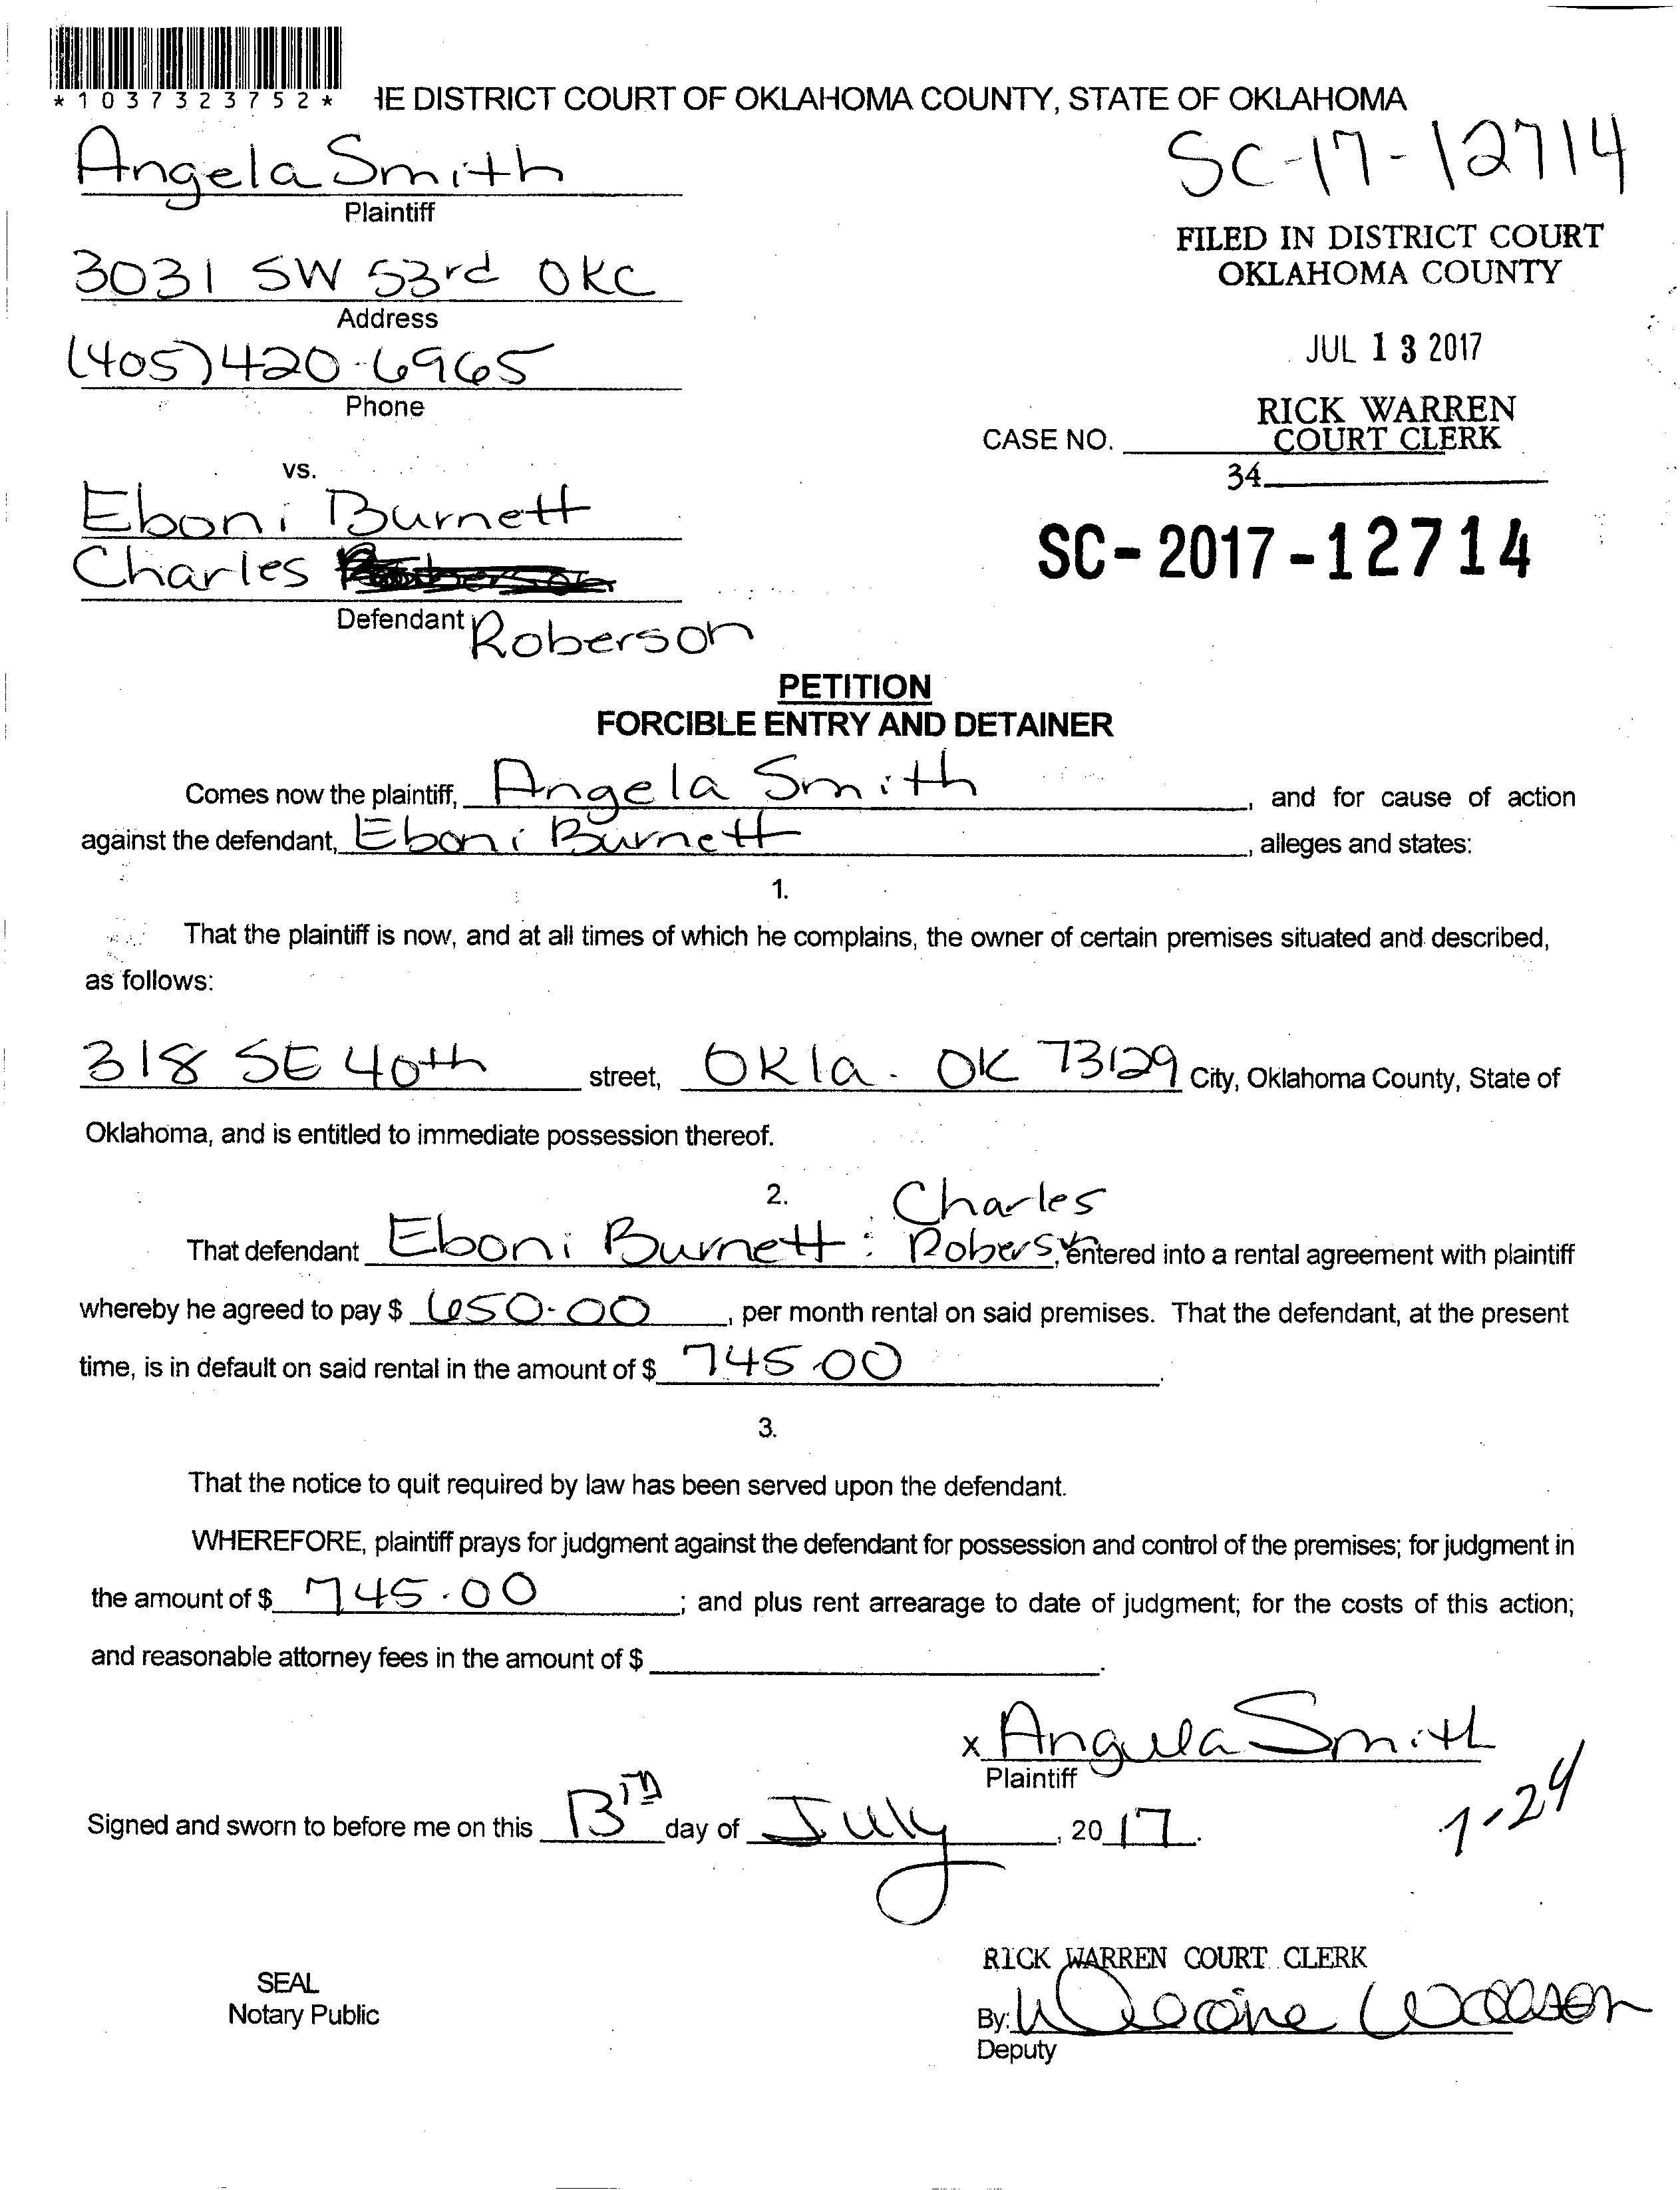 *1037323752*
HE DISTRICT COURT OF OKLAHOMA COUNTY, STATE OF OKLAHOMA
Angela Smith
Plaintiff
SC-17-12714
3031 SW 53rd OKC
Address
FILED IN DISTRICT COURT
OKLAHOMA COUNTY
(405)420-6965
Phone
JUL 13 2017
RICK WARREN
CASE NO. COURT CLERK
34
vs.
Eboni Burnett
Charles
Defendant Roberson
SC-2017-12714
PETITION
FORCIBLE ENTRY AND DETAINER
Comes now the plaintiff, Angela Smith, and for cause of action
against the defendant, Eboni Burnett, alleges and states:
1.
That the plaintiff is now, and at all times of which he complains, the owner of certain premises situated and described,
as follows:
318 SE 40th street, Okla. OK 73129 City, Oklahoma County, State of
Oklahoma, and is entitled to immediate possession thereof.
2. Charles
That defendant Eboni Burnett : Roberson, entered into a rental agreement with plaintiff
whereby he agreed to pay $ 650.00, per month rental on said premises. That the defendant, at the present
time, is in default on said rental in the amount of $ 745.00.
3.
That the notice to quit required by law has been served upon the defendant.
WHEREFORE, plaintiff prays for judgment against the defendant for possession and control of the premises; for judgment in
the amount of $ 745.00; and plus rent arrearage to date of judgment; for the costs of this action;
and reasonable attorney fees in the amount of $ .
X Angela Smith
Plaintiff
Signed and sworn to before me on this 13th day of July, 2017.
7-24
RICK WARREN COURT CLERK
SEAL
Notary Public
By:
Deputy